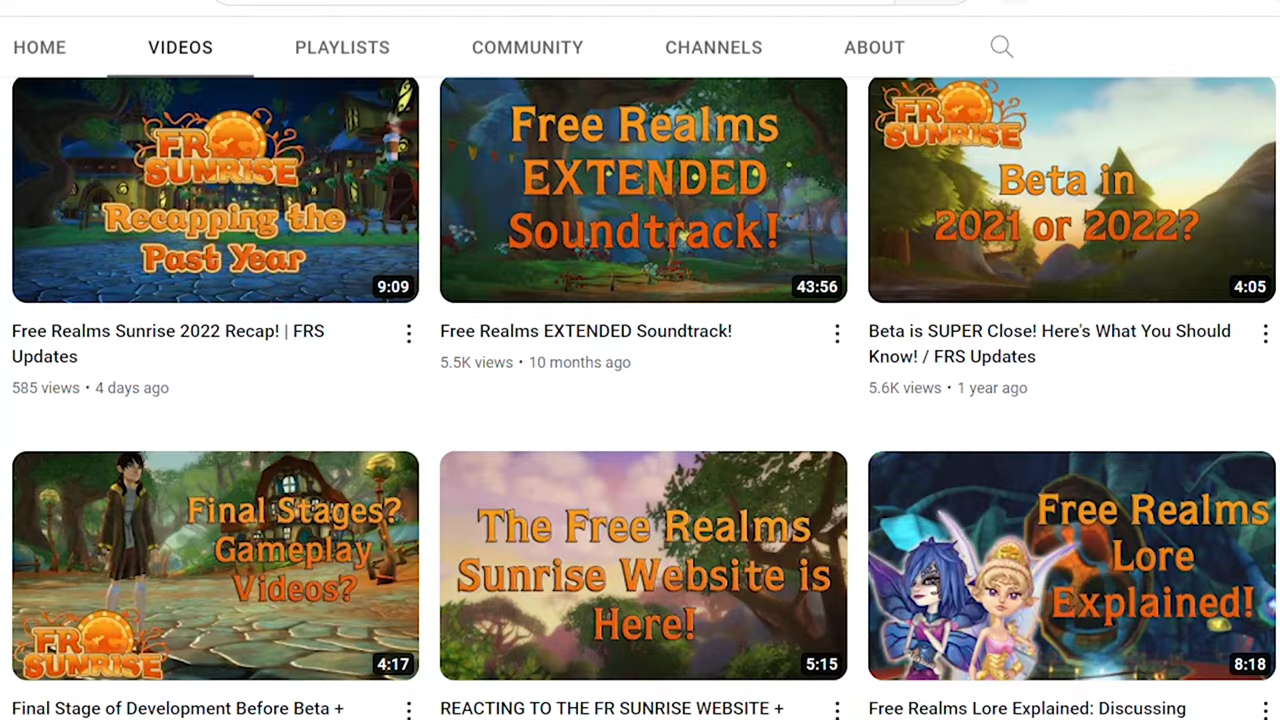 HOME VIDEOS PLAYLISTS COMMUNITY CHANNELS ABOUT
FR
SUNRISE
Recapping the
Past Year
9:09
Free Realms
EXTENDED
Soundtrack!
43:56
FR
SUNRISE
Beta in
2021 or 2022?
4:05
Free Realms Sunrise 2022 Recap! | FRS
Updates
585 views • 4 days ago
Free Realms EXTENDED Soundtrack!
5.5K views • 10 months ago
Beta is SUPER Close! Here's What You Should
Know! / FRS Updates
5.6K views • 1 year ago
Final Stages?
Gameplay
Videos?
FR
SUNRISE
4:17
The Free Realms
Sunrise Website is
Here!
5:15
Free Realms
Lore
Explained!
8:18
Final Stage of Development Before Beta +
REACTING TO THE FR SUNRISE WEBSITE +
Free Realms Lore Explained: Discussing